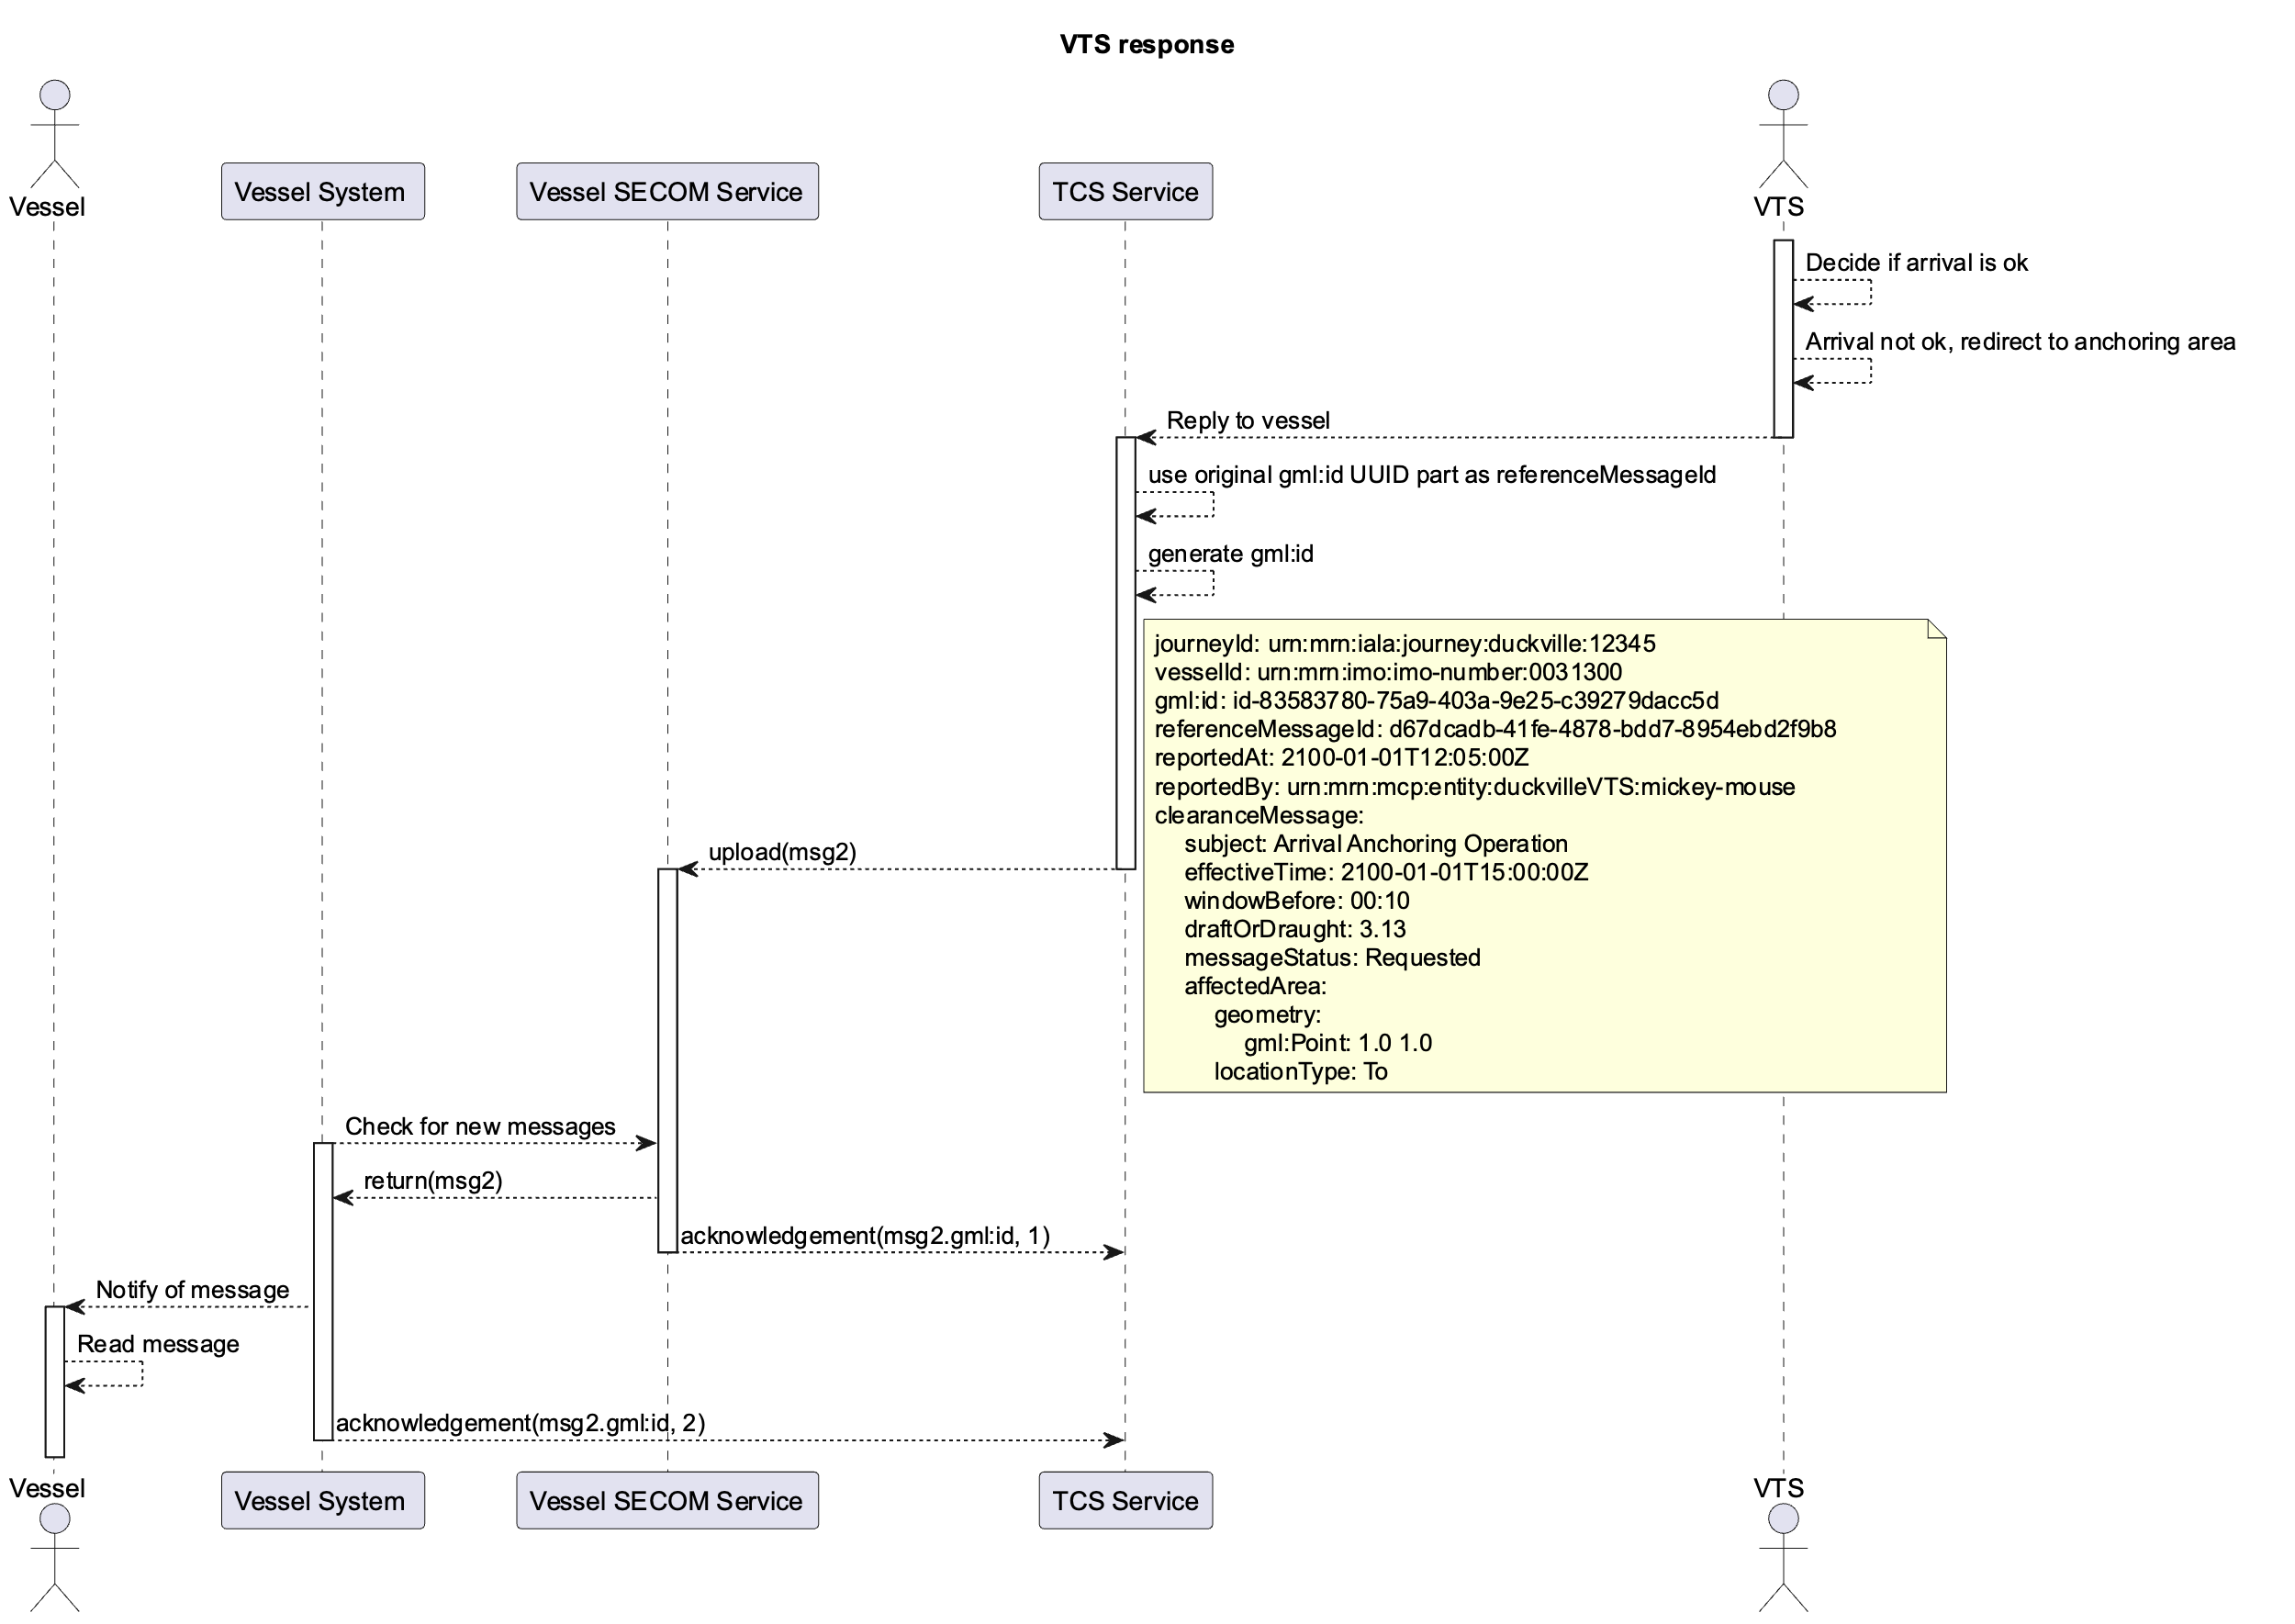 VTS response
Vessel
Vessel System
Vessel SECOM Service
TCS Service
VTS
Decide if arrival is ok
Arrival not ok, redirect to anchoring area
Reply to vessel
use original gml:id UUID part as referenceMessageId
generate gml:id
journeyId: urn:mrn:iala:journey:duckville:12345
vesselId: urn:mrn:imo:imo-number:0031300
gml:id: id-83583780-75a9-403a-9e25-c39279dacc5d
referenceMessageId: d67dcadb-41fe-4878-bdd7-8954ebd2f9b8
reportedAt: 2100-01-01T12:05:00Z
reportedBy: urn:mrn:mcp:entity:duckvilleVTS:mickey-mouse
clearanceMessage:
subject: Arrival Anchoring Operation
effectiveTime: 2100-01-01T15:00:00Z
windowBefore: 00:10
draftOrDraught: 3.13
messageStatus: Requested
affectedArea:
geometry:
gml:Point: 1.0 1.0
locationType: To
upload(msg2)
Check for new messages
return(msg2)
acknowledgement(msg2.gml:id, 1)
Notify of message
Read message
acknowledgement(msg2.gml:id, 2)
Vessel
Vessel System
Vessel SECOM Service
TCS Service
VTS